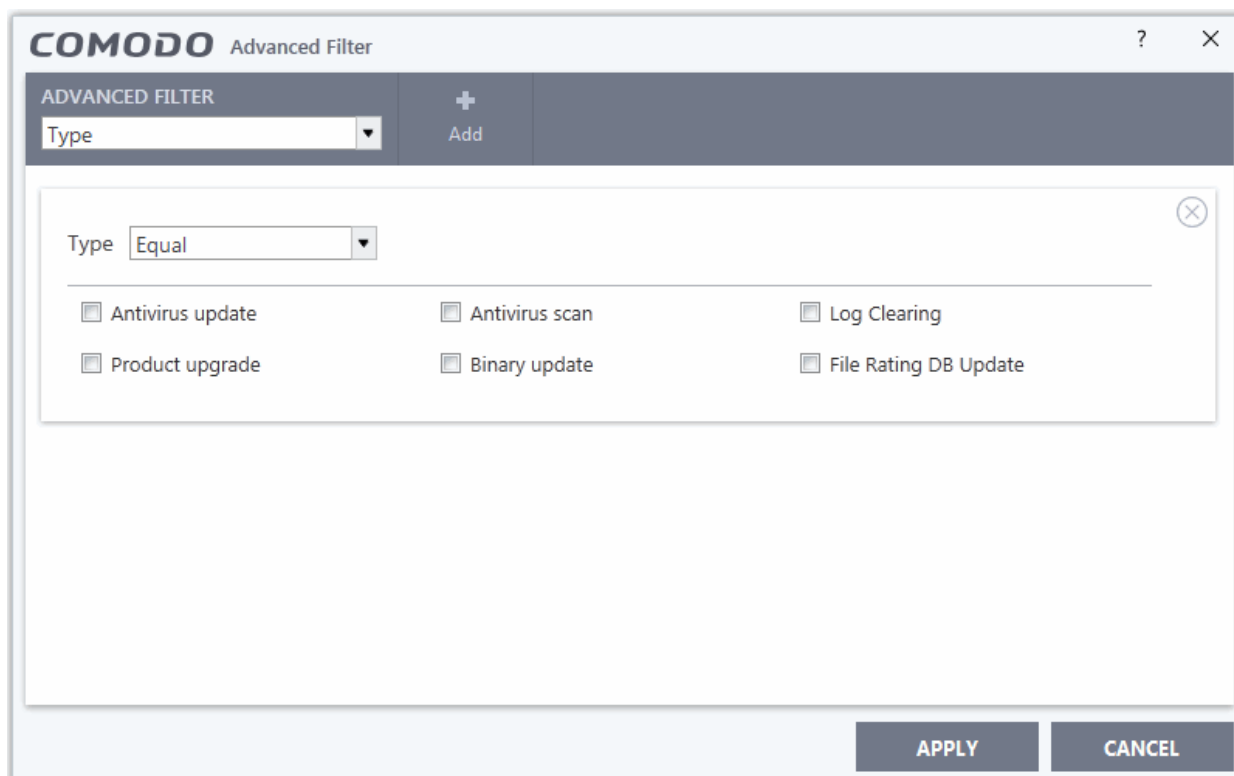 COMODO Advanced Filter ?
ADVANCED FILTER
Type
Add
Type Equal
Antivirus update Antivirus scan Log Clearing
Product upgrade Binary update File Rating DB Update
APPLY CANCEL